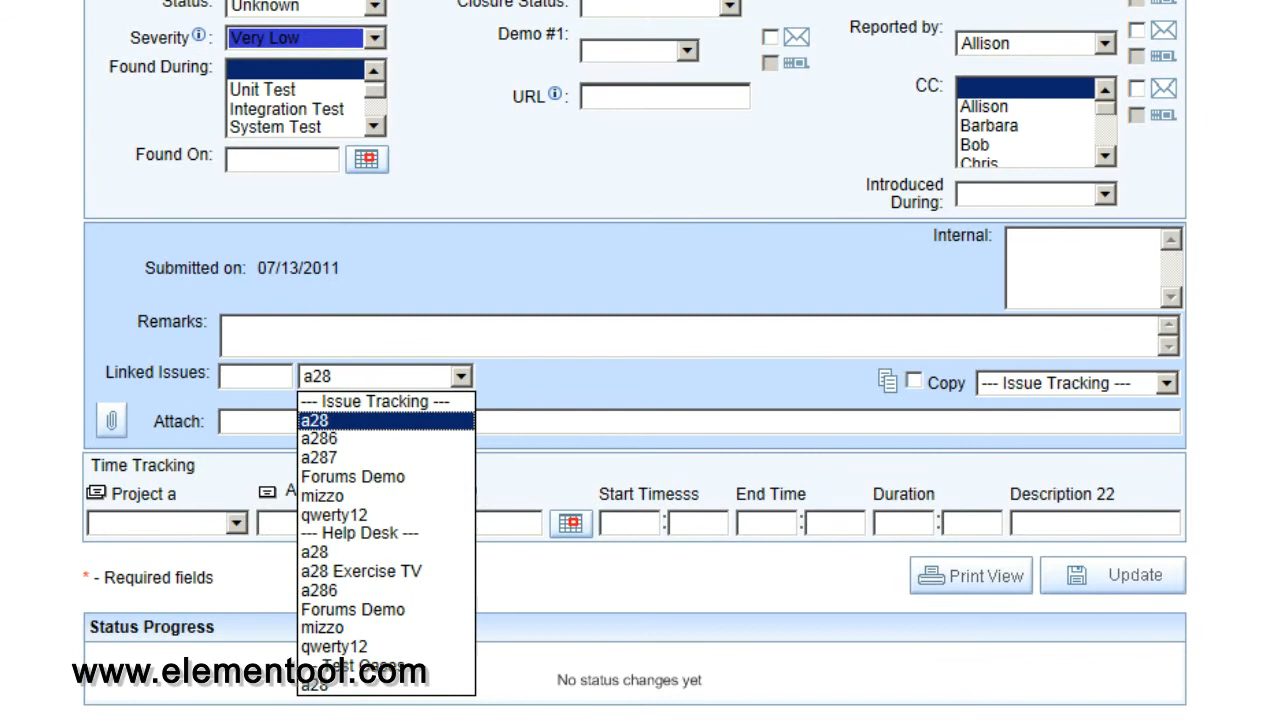 Status: Unknown
Closure Status:
Severity: Very Low
Demo #1:
Reported by: Allison
Found During:
Unit Test
Integration Test
System Test
URL:
CC:
Allison
Barbara
Bob
Chris
Found On:
Introduced
During:
Internal:
Submitted on: 07/13/2011
Remarks:
Linked Issues: a28
Copy --- Issue Tracking ---
--- Issue Tracking ---
a28
a286
a287
Forums Demo
mizzo
qwerty12
--- Help Desk ---
a28
a28 Exercise TV
a286
Forums Demo
mizzo
qwerty12
--- Test Cases
a28
Attach:
Time Tracking
Project a
A
Start Timesss End Time Duration Description 22
: : :
* - Required fields
Print View Update
Status Progress
No status changes yet
www.elementool.com